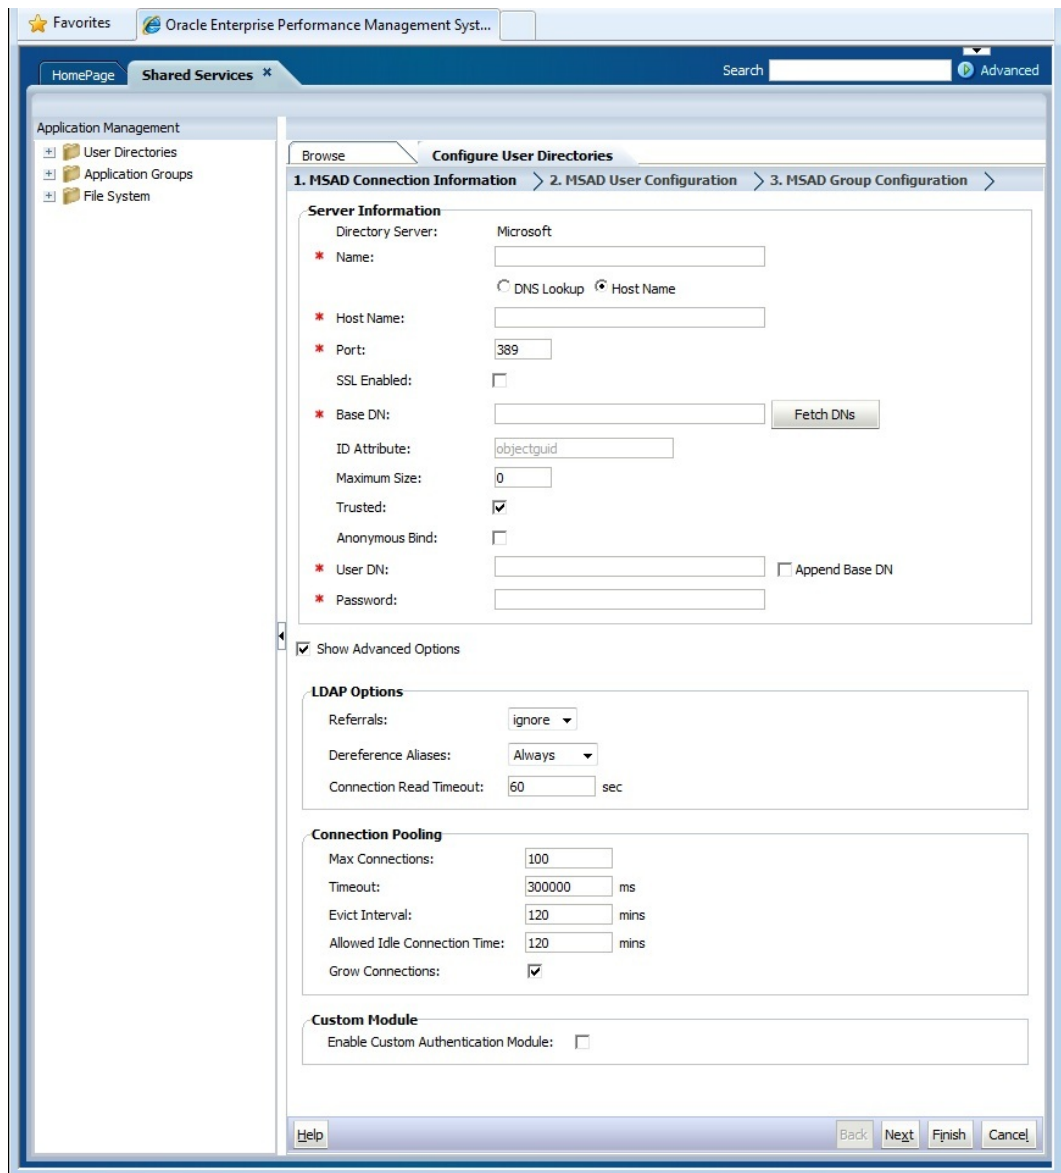 Favorites
Oracle Enterprise Performance Management Syst...
HomePage
Shared Services ×
Search
Advanced
Application Management
User Directories
Application Groups
File System
Browse
Configure User Directories
1. MSAD Connection Information
2. MSAD User Configuration
3. MSAD Group Configuration
Server Information
Directory Server: Microsoft
* Name:
DNS Lookup Host Name
* Host Name:
* Port: 389
SSL Enabled:
* Base DN: Fetch DNs
ID Attribute: objectguid
Maximum Size: 0
Trusted:
Anonymous Bind:
* User DN: Append Base DN
* Password:
Show Advanced Options
LDAP Options
Referrals: ignore
Dereference Aliases: Always
Connection Read Timeout: 60 sec
Connection Pooling
Max Connections: 100
Timeout: 300000 ms
Evict Interval: 120 mins
Allowed Idle Connection Time: 120 mins
Grow Connections:
Custom Module
Enable Custom Authentication Module:
Help
Back Next Finish Cancel